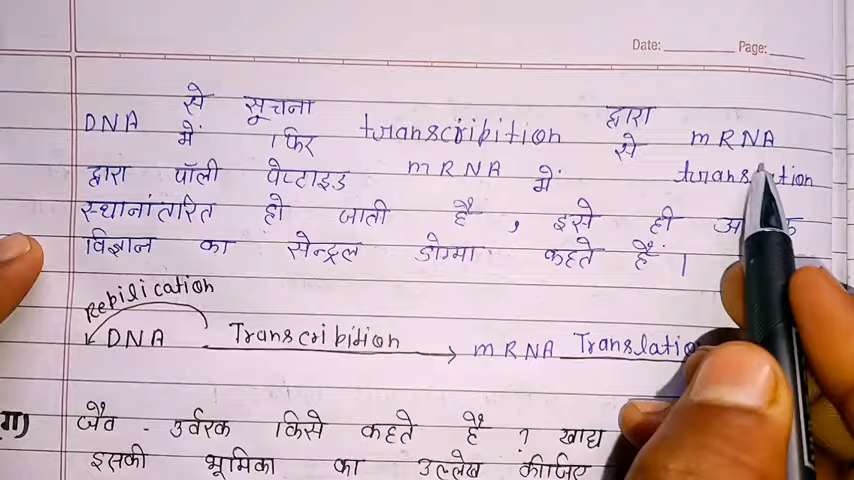 Date: Page:
DNA से सूचना transcribition द्वारा mRNA
में । फिर mRNA से translation
द्वारा पॉली पेप्टाइड में
स्थानांतरित हो जाती है , इसे ही
विज्ञान का सेन्ट्रल डोग्मा कहते हैं ।
Repilication
DNA Transcribition mRNA Translatio
ग) जैव - उर्वरक किसे कहते है ? खाद्य
इसकी भूमिका का उल्लेख कीजिए